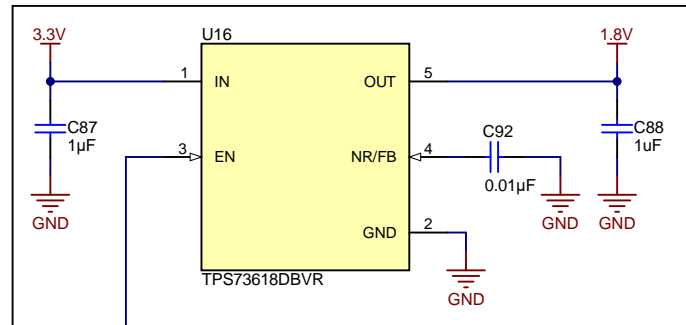 3.3V
U16
1.8V
1
IN
OUT
5
C87
1µF
C92
C88
1uF
3
EN
NR/FB
4
0.01µF
GND
GND
GND
GND
2
TPS73618DBVR
GND